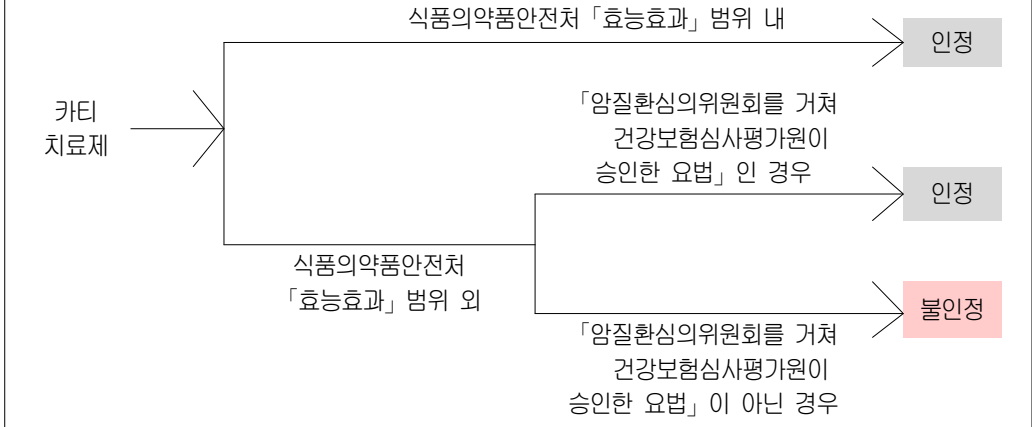 식품의약품안전처「효능효과」범위 내
인정
카티
치료제
「암질환심의위원회를 거쳐
건강보험심사평가원이
승인한 요법」인 경우
인정
식품의약품안전처
「효능효과」범위 외
불인정
「암질환심의위원회를 거쳐
건강보험심사평가원이
승인한 요법」이 아닌 경우